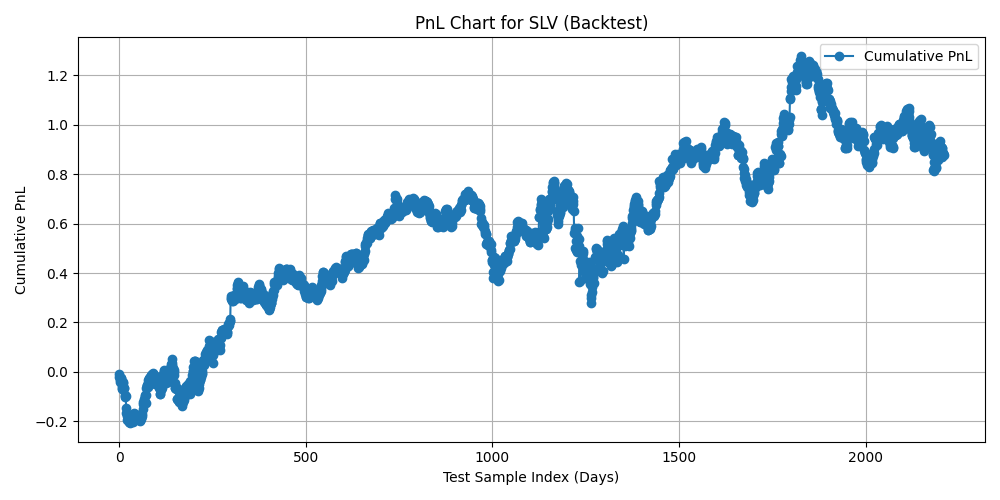 PnL Chart for SLV (Backtest)
Cumulative PnL
1.2
1.0
0.8
0.6
0.4
0.2
0.0
−0.2
Cumulative PnL
0 500 1000 1500 2000
Test Sample Index (Days)